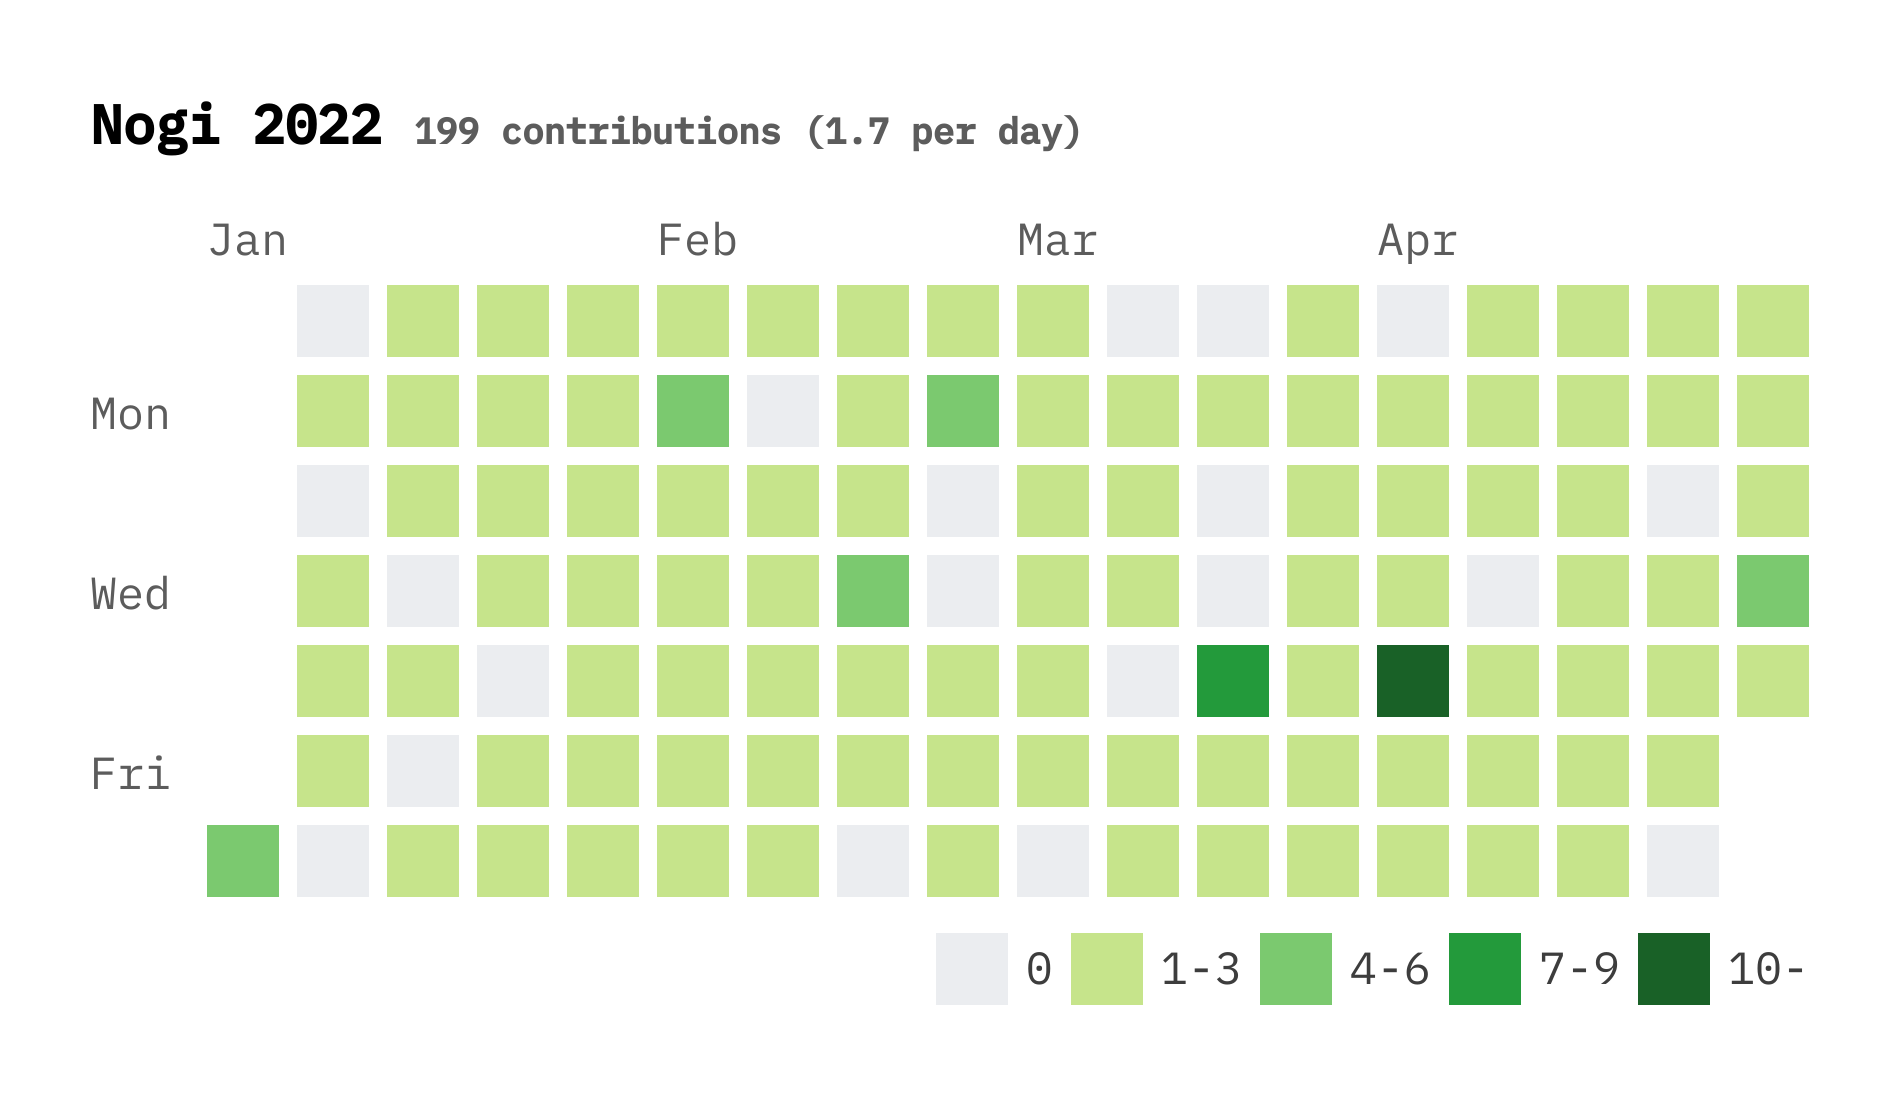 Nogi 2022 199 contributions (1.7 per day)
Jan Feb Mar Apr
Mon
Wed
Fri
0 1-3 4-6 7-9 10-